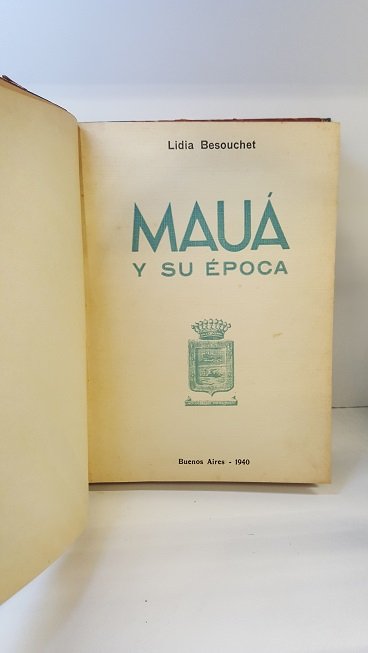 Lidia Besouchet
MAUÁ
Y SU ÉPOCA
Buenos Aires - 1940